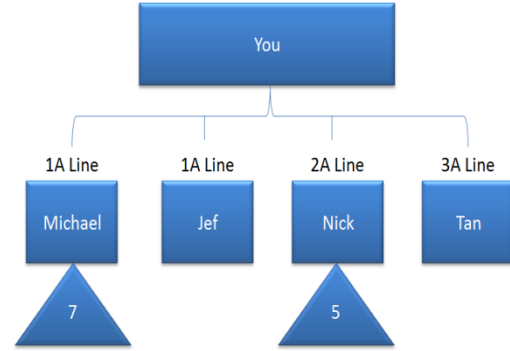 You
1A Line
1A Line
2A Line
3A Line
Michael
Jef
Nick
Tan
7
5